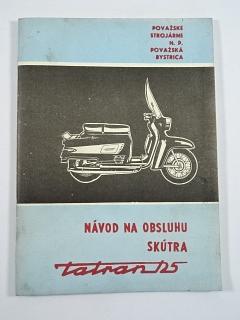 POVAŽSKÉ
STROJÁRNE
N. P.
POVAŽSKÁ
BYSTRICA
NÁVOD NA OBSLUHU
SKÚTRA
tatran 125